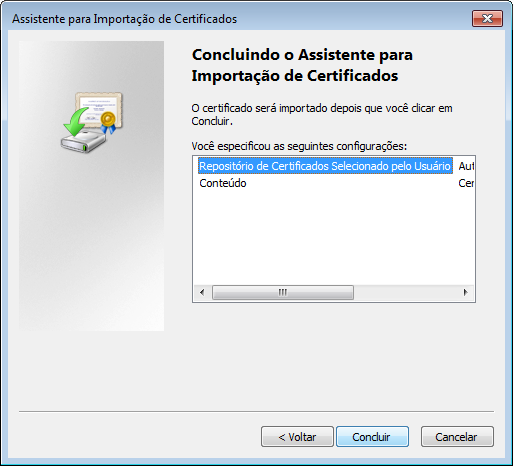 Assistente para Importação de Certificados
Concluindo o Assistente para
Importação de Certificados
O certificado será importado depois que você clicar em
Concluir.
Você especificou as seguintes configurações:
Repositório de Certificados Selecionado pelo Usuário Aut
Conteúdo Cer
< Voltar
Concluir
Cancelar